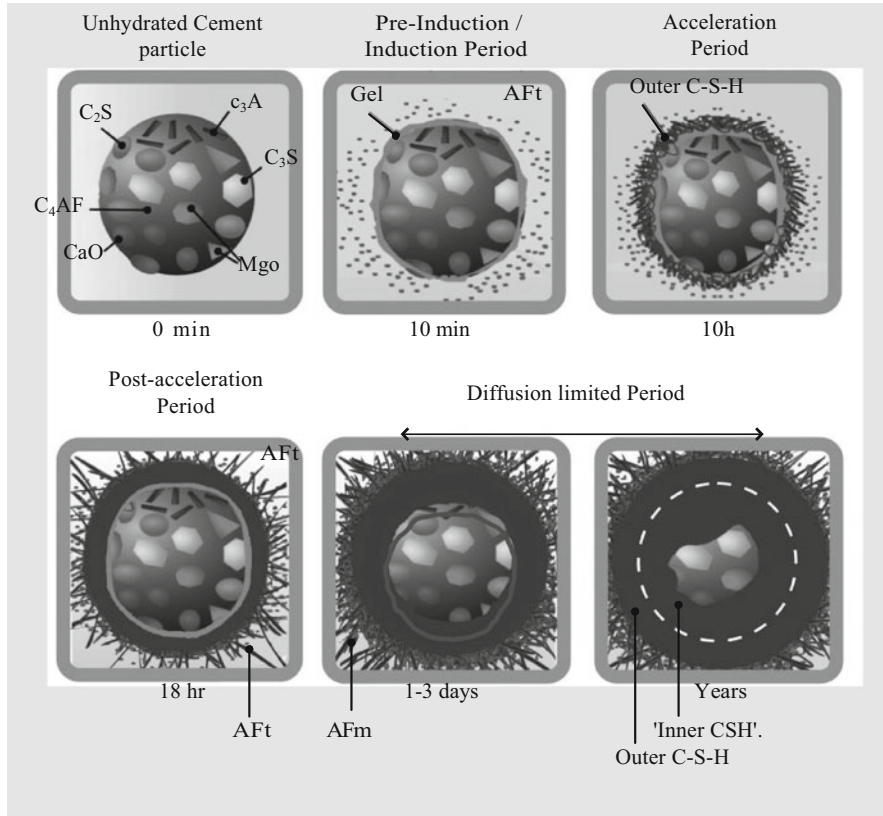 Unhydrated Cement
particle
Pre-Induction /
Induction Period
Acceleration
Period
C₂S
c₃A
C₃S
C₄AF
CaO
Mgo
Gel
AFt
Outer C-S-H
0 min
10 min
10h
Post-acceleration
Period
Diffusion limited Period
AFt
18 hr
1-3 days
Years
AFt
AFm
'Inner CSH'.
Outer C-S-H